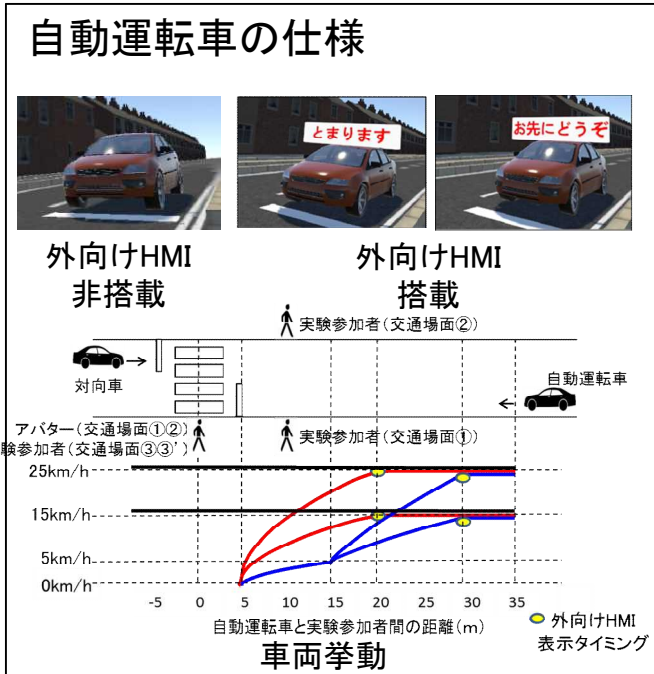 自動運転車の仕様
とまります
お先にどうぞ
外向けHMI
非搭載
外向けHMI
搭載
実験参加者(交通場面②)
対向車
自動運転車
アバター(交通場面①②)
験参加者(交通場面③③')
実験参加者(交通場面①)
25km/h
15km/h
5km/h
0km/h
-5 0 5 10 15 20 25 30 35
自動運転車と実験参加者間の距離(m)
外向けHMI
表示タイミング
車両挙動